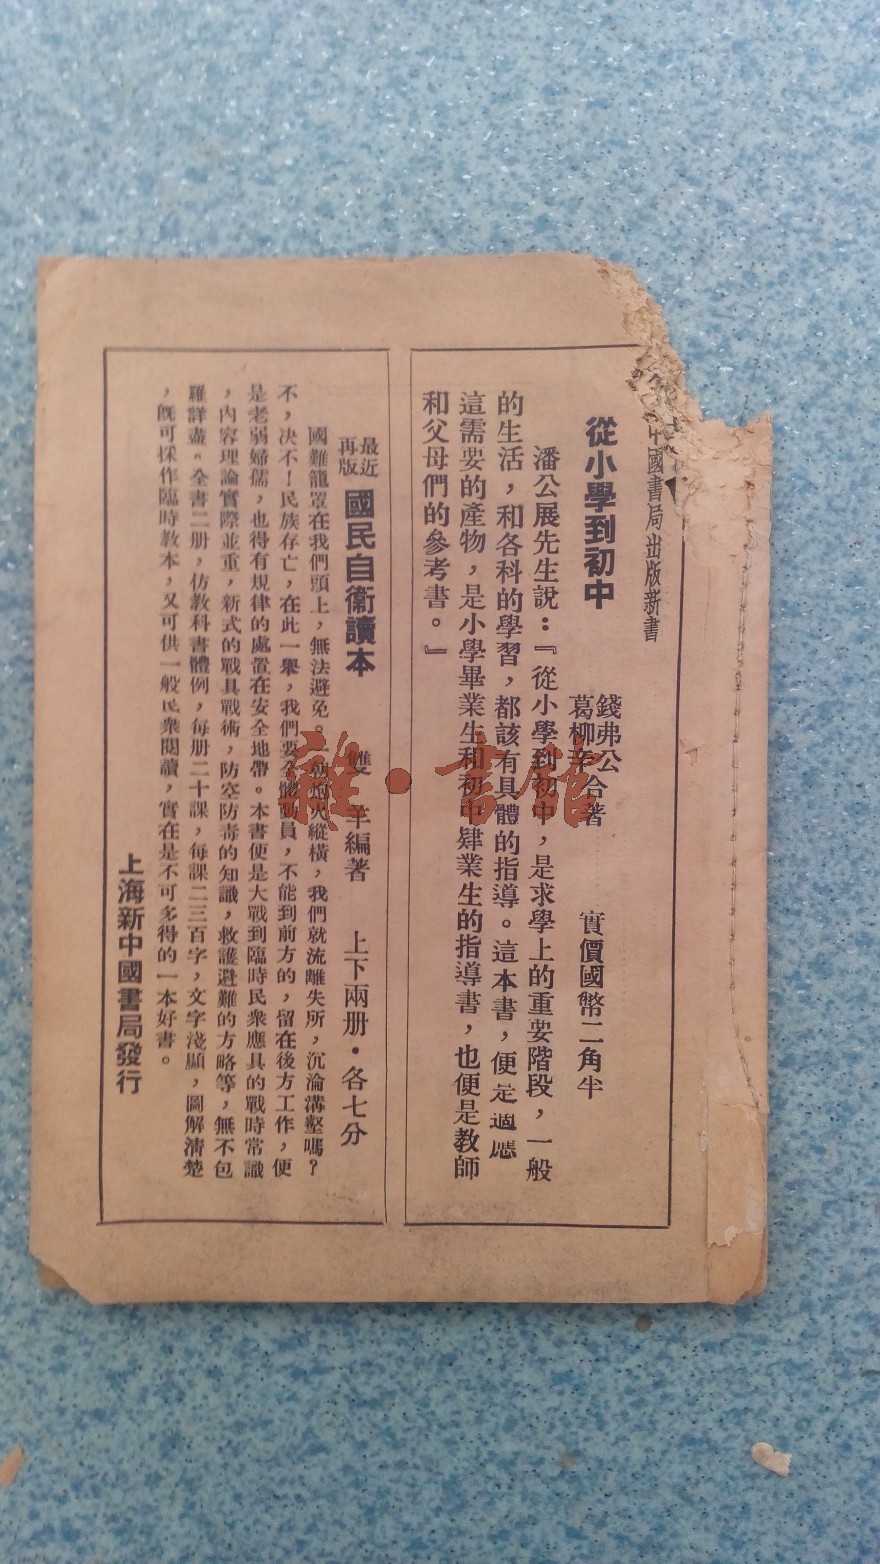 中國書局出版新書
從小學到初中
錢弗公
葛柳辛
合著
實價國幣二角半
潘公展先生說：『從小學到初中，是求學上的重要階段，一般
的生活，和各科的學習，都該有具體的指導。這本書，便是適應
這需要的產物，是小學畢業生和初中肄業生的指導書，也便是教師
和父母們的參考書。』
最近
再版
國民自衛讀本
雙羊編著
上下兩册·各七分
國難籠罩在我們頭上，無法避免。一朝炮火縱橫，我們就流離失所，沉淪溝壑嗎？
不，决不！民族存亡，在此一舉，我們要全體動員，不能到前方的，留在後方工作，便
是老弱婦孺，也得有規律的處置在安全地帶。本書便是大戰到臨時民衆應具的戰時常識
，內容理論實際並重，新式的戰具戰術，防空防毒的知識，救護避難的方略等，無不包
羅詳盡。全書二册，仿教科書體例，每册二十課，每課二三百字，文字淺顯，圖解清楚
，既可採作臨時教本，又可供一般民衆閱讀，實在是不可多得的一本好書。
上海新中國書局發行
雜·書館